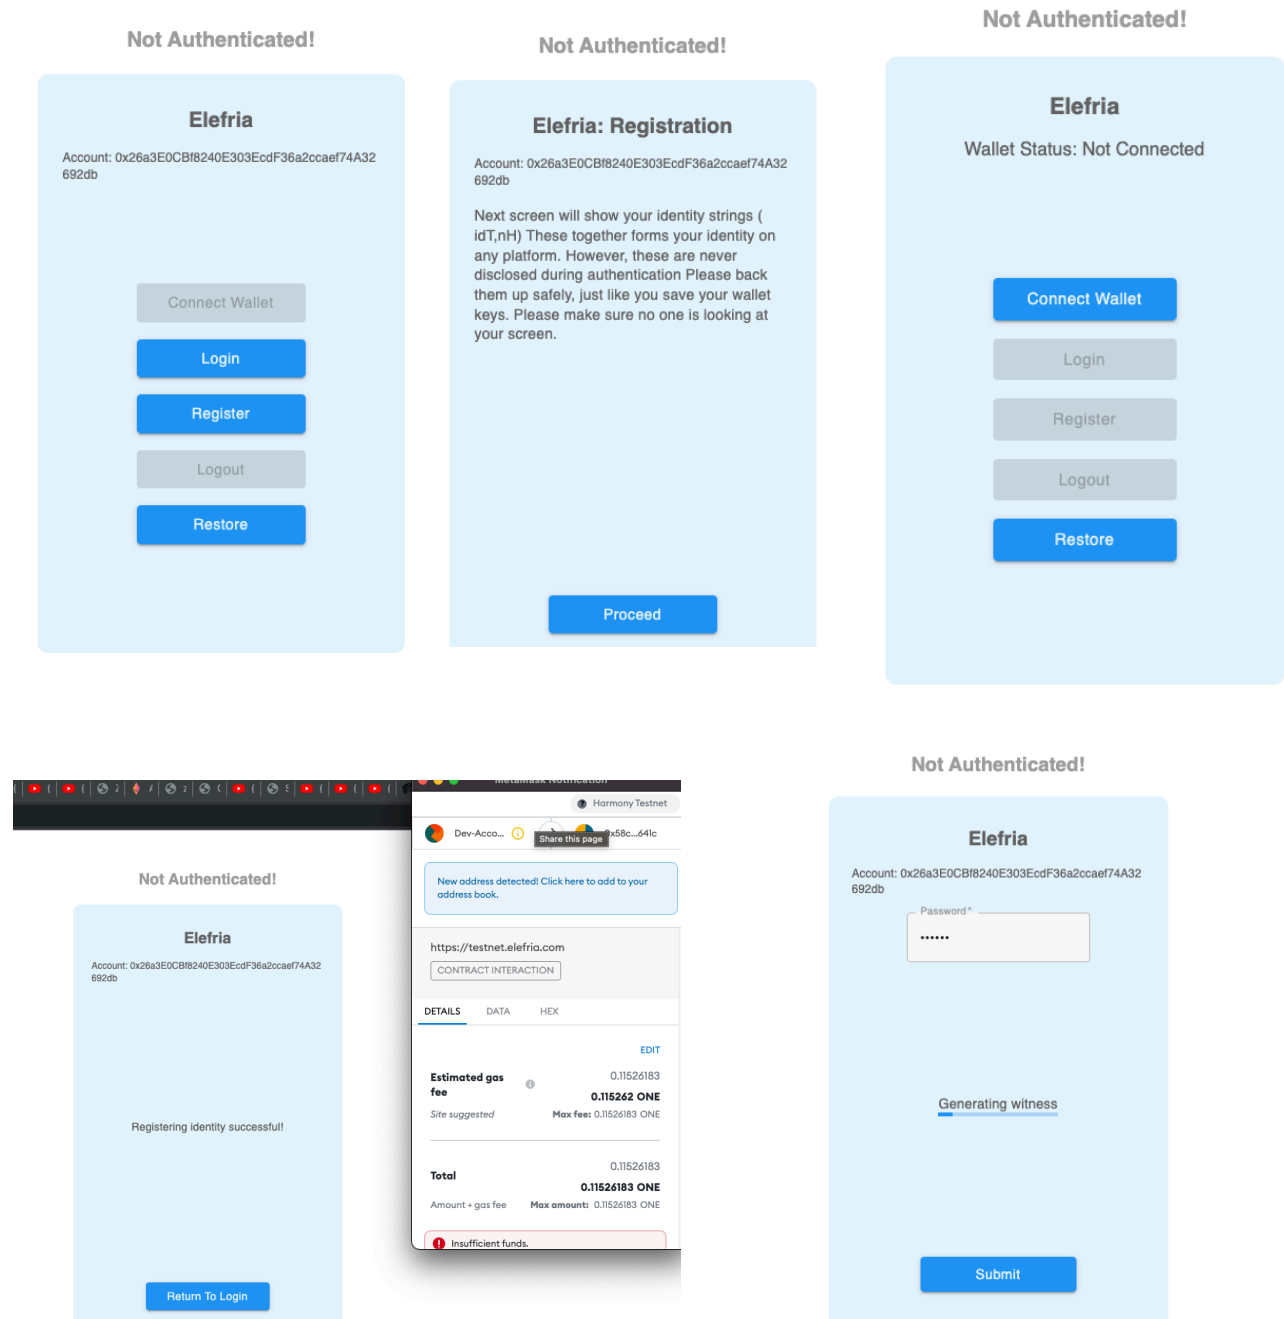 Not Authenticated!
Elefria
Account: 0x26a3E0CBf8240E303EcdF36a2ccaef74A32
692db
Connect Wallet
Login
Register
Logout
Restore
Not Authenticated!
Elefria: Registration
Account: 0x26a3E0CBf8240E303EcdF36a2ccaef74A32
692db
Next screen will show your identity strings (
idT,nH) These together forms your identity on
any platform. However, these are never
disclosed during authentication Please back
them up safely, just like you save your wallet
keys. Please make sure no one is looking at
your screen.
Proceed
Not Authenticated!
Elefria
Wallet Status: Not Connected
Connect Wallet
Login
Register
Logout
Restore
Not Authenticated!
Elefria
Account: 0x26a3E0CBf8240E303EcdF36a2ccaef74A32
692db
Registering identity successful!
Return To Login
MetaMask Notification
Harmony Testnet
Dev-Acco...
0x58c...641c
Share this page
New address detected! Click here to add to your
address book.
https://testnet.elefria.com
CONTRACT INTERACTION
DETAILS DATA HEX
EDIT
Estimated gas
fee
0.11526183
0.115262 ONE
Site suggested
Max fee: 0.11526183 ONE
Total
0.11526183
0.11526183 ONE
Amount + gas fee
Max amount: 0.11526183 ONE
Insufficient funds.
Not Authenticated!
Elefria
Account: 0x26a3E0CBf8240E303EcdF36a2ccaef74A32
692db
Password*
••••••
Generating witness
Submit